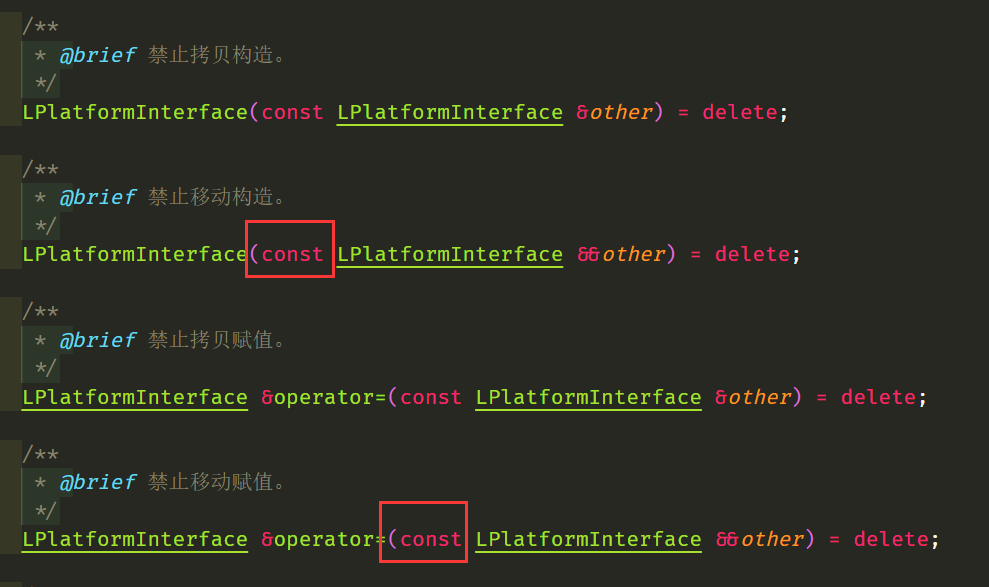 /**
 * @brief 禁止拷贝构造。
 */
LPlatformInterface(const LPlatformInterface &other) = delete;
/**
 * @brief 禁止移动构造。
 */
LPlatformInterface(const LPlatformInterface &&other) = delete;
/**
 * @brief 禁止拷贝赋值。
 */
LPlatformInterface &operator=(const LPlatformInterface &other) = delete;
/**
 * @brief 禁止移动赋值。
 */
LPlatformInterface &operator=(const LPlatformInterface &&other) = delete;